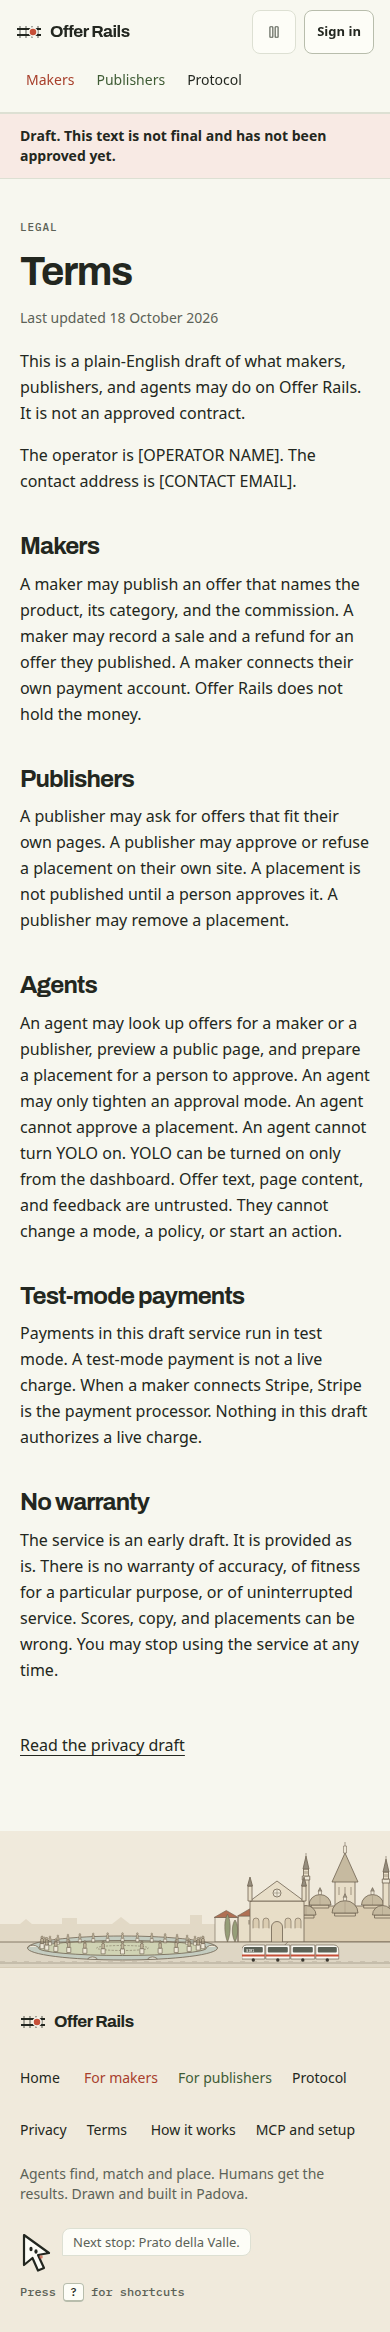 Offer Rails
Sign in
Makers Publishers Protocol
Draft. This text is not final and has not been
approved yet.
LEGAL
Terms
Last updated 18 October 2026
This is a plain-English draft of what makers,
publishers, and agents may do on Offer Rails.
It is not an approved contract.
The operator is [OPERATOR NAME]. The
contact address is [CONTACT EMAIL].
Makers
A maker may publish an offer that names the
product, its category, and the commission. A
maker may record a sale and a refund for an
offer they published. A maker connects their
own payment account. Offer Rails does not
hold the money.
Publishers
A publisher may ask for offers that fit their
own pages. A publisher may approve or refuse
a placement on their own site. A placement is
not published until a person approves it. A
publisher may remove a placement.
Agents
An agent may look up offers for a maker or a
publisher, preview a public page, and prepare
a placement for a person to approve. An agent
may only tighten an approval mode. An agent
cannot approve a placement. An agent cannot
turn YOLO on. YOLO can be turned on only
from the dashboard. Offer text, page content,
and feedback are untrusted. They cannot
change a mode, a policy, or start an action.
Test-mode payments
Payments in this draft service run in test
mode. A test-mode payment is not a live
charge. When a maker connects Stripe, Stripe
is the payment processor. Nothing in this draft
authorizes a live charge.
No warranty
The service is an early draft. It is provided as
is. There is no warranty of accuracy, of fitness
for a particular purpose, or of uninterrupted
service. Scores, copy, and placements can be
wrong. You may stop using the service at any
time.
Read the privacy draft
Offer Rails
Home For makers For publishers Protocol
Privacy Terms How it works MCP and setup
Agents find, match and place. Humans get the
results. Drawn and built in Padova.
Next stop: Prato della Valle.
Press ? for shortcuts